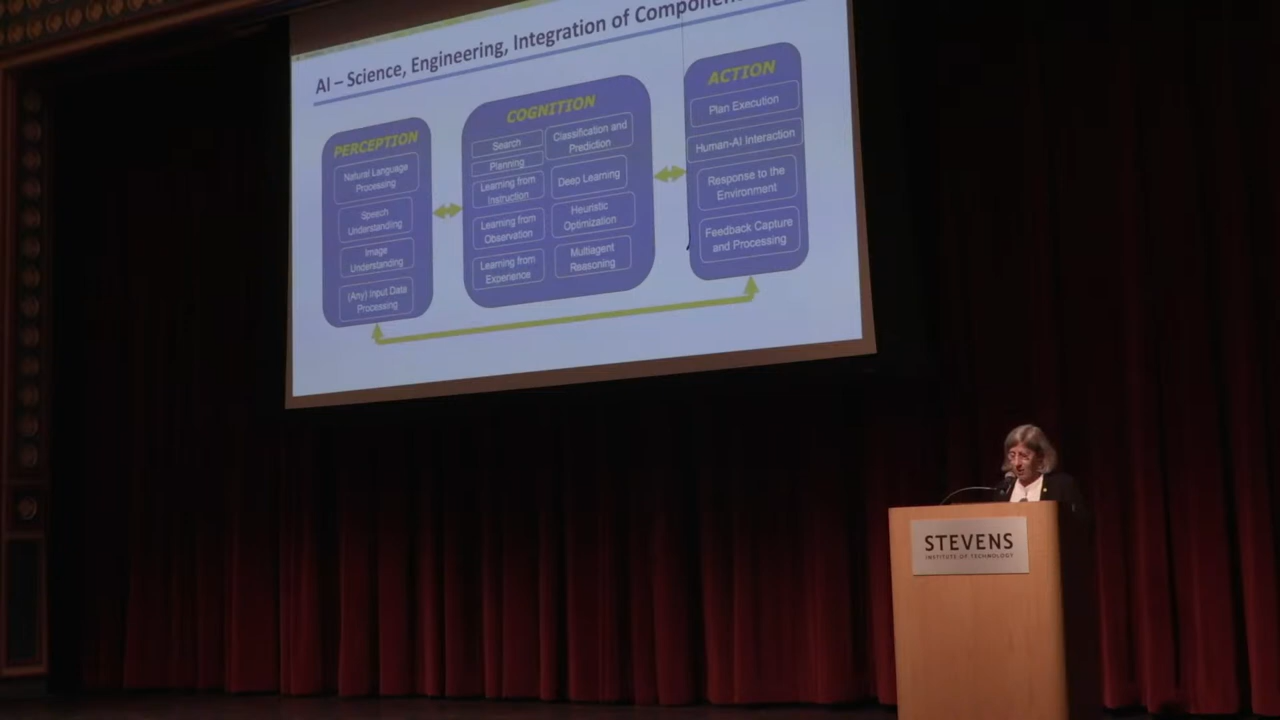 AI – Science, Engineering, Integration of
PERCEPTION
Natural Language
Processing
Speech
Understanding
Image
Understanding
(Any) Input Data
Processing
COGNITION
Search
Planning
Learning from
Instruction
Learning from
Observation
Learning from
Experience
Classification and
Prediction
Deep Learning
Heuristic
Optimization
Multiagent
Reasoning
ACTION
Plan Execution
Human-AI Interaction
Response to the
Environment
Feedback Capture
and Processing
STEVENS
INSTITUTE OF TECHNOLOGY